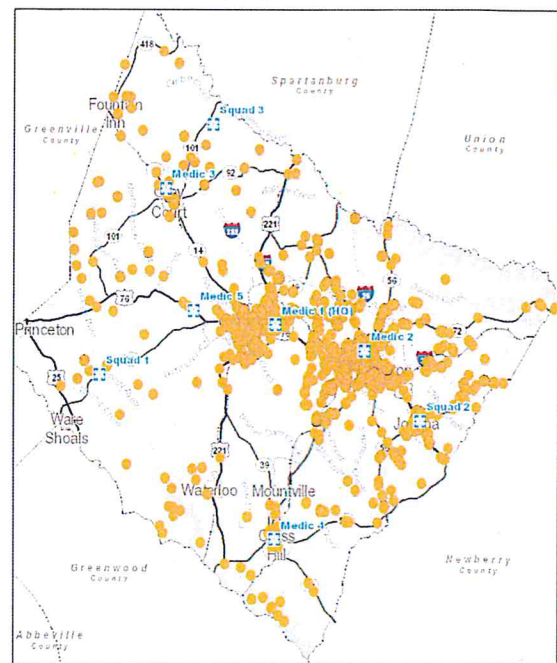 418
Spartanburg
County
Fountain
Inn
Squad 3
Greenville
County
Union
County
101
92
Medic 3
Court
221
101
14
56
76
Medic 5
Medic 1 (HQ)
72
Princeton
Medic 2
Squad 1
25
Squad 2
Ware
Shoals
221
39
Waterloo
Mountville
Medic 4
Hill
Greenwood
County
Newberry
County
Abbeville
County